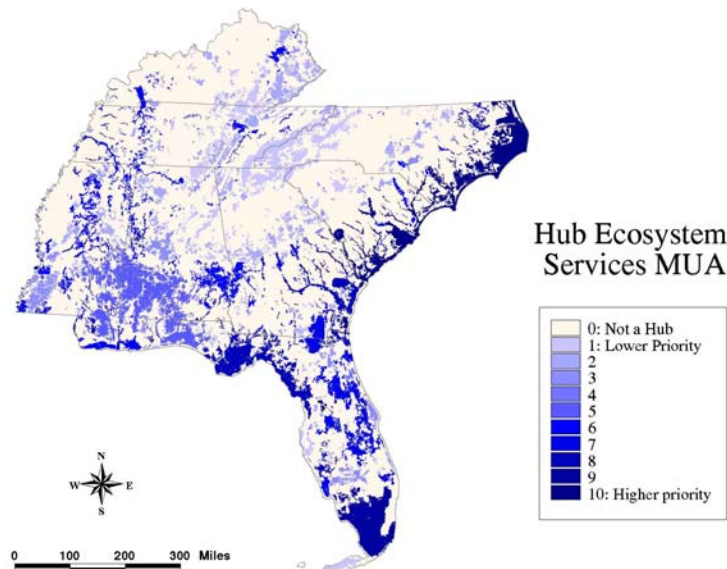 Hub Ecosystem
Services MUA
0: Not a Hub
1: Lower Priority
2
3
4
5
6
7
8
9
10: Higher priority
N
W E
S
0 100 200 300 Miles